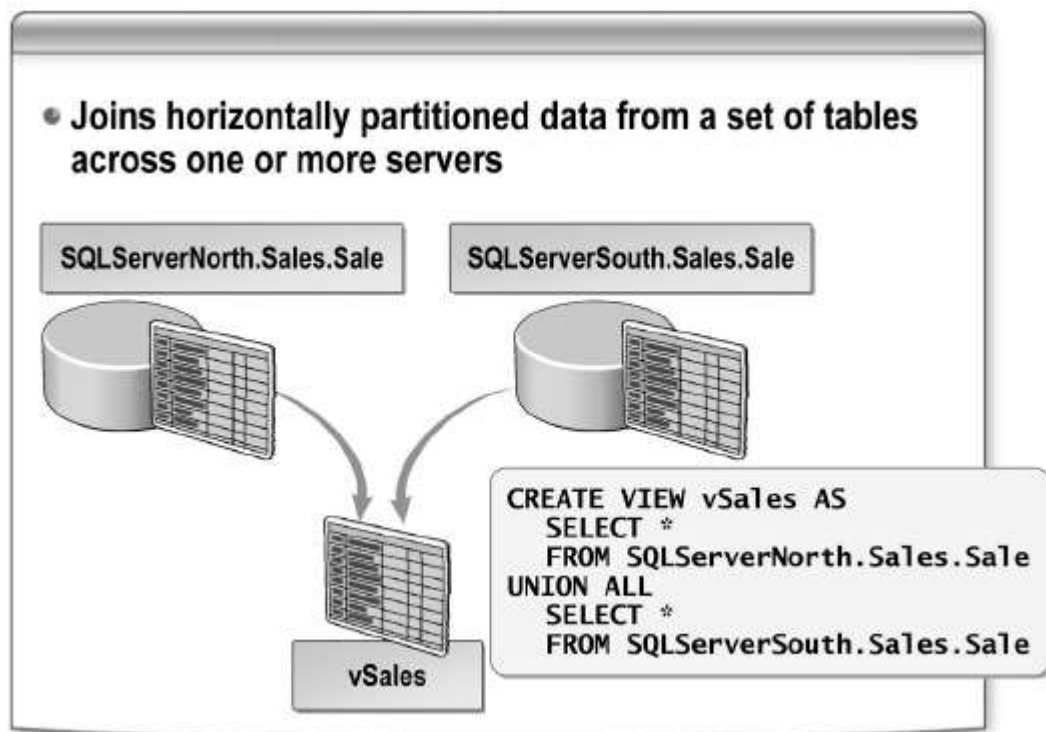 Joins horizontally partitioned data from a set of tables
across one or more servers
SQLServerNorth.Sales.Sale
SQLServerSouth.Sales.Sale
CREATE VIEW vSales AS
SELECT *
FROM SQLServerNorth.Sales.Sale
UNION ALL
SELECT *
FROM SQLServerSouth.Sales.Sale
vSales